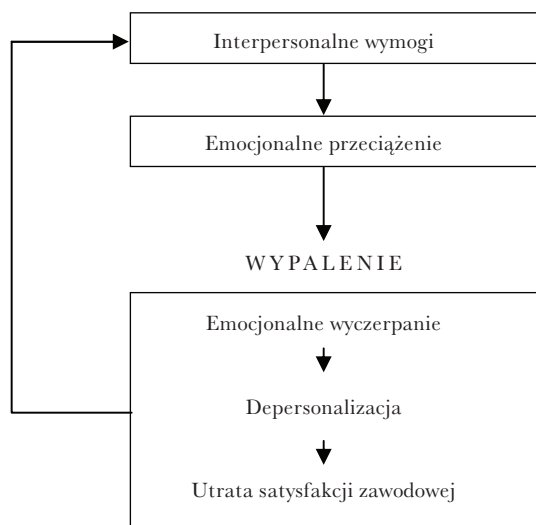 Interpersonalne wymogi
Emocjonalne przeciążenie
WYPALENIE
Emocjonalne wyczerpanie
Depersonalizacja
Utrata satysfakcji zawodowej